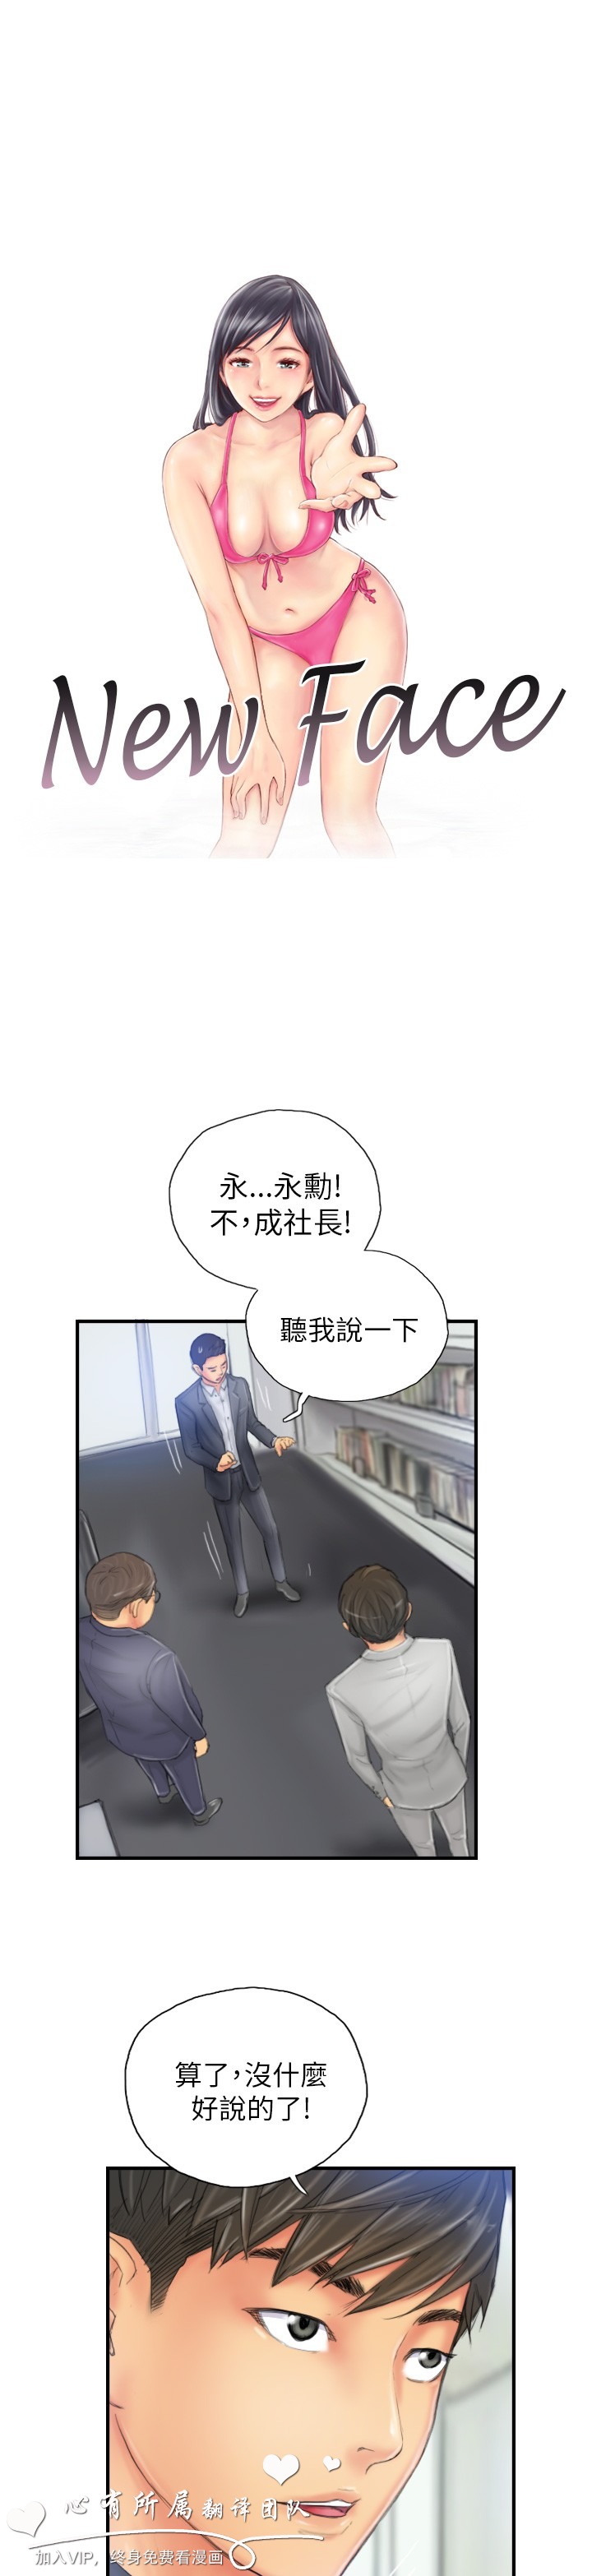 New Face
永...永勳!
不,成社長!
聽我說一下
算了,沒什麼
好說的了!
心有所属翻译团队
加入VIP,终身免费看漫画